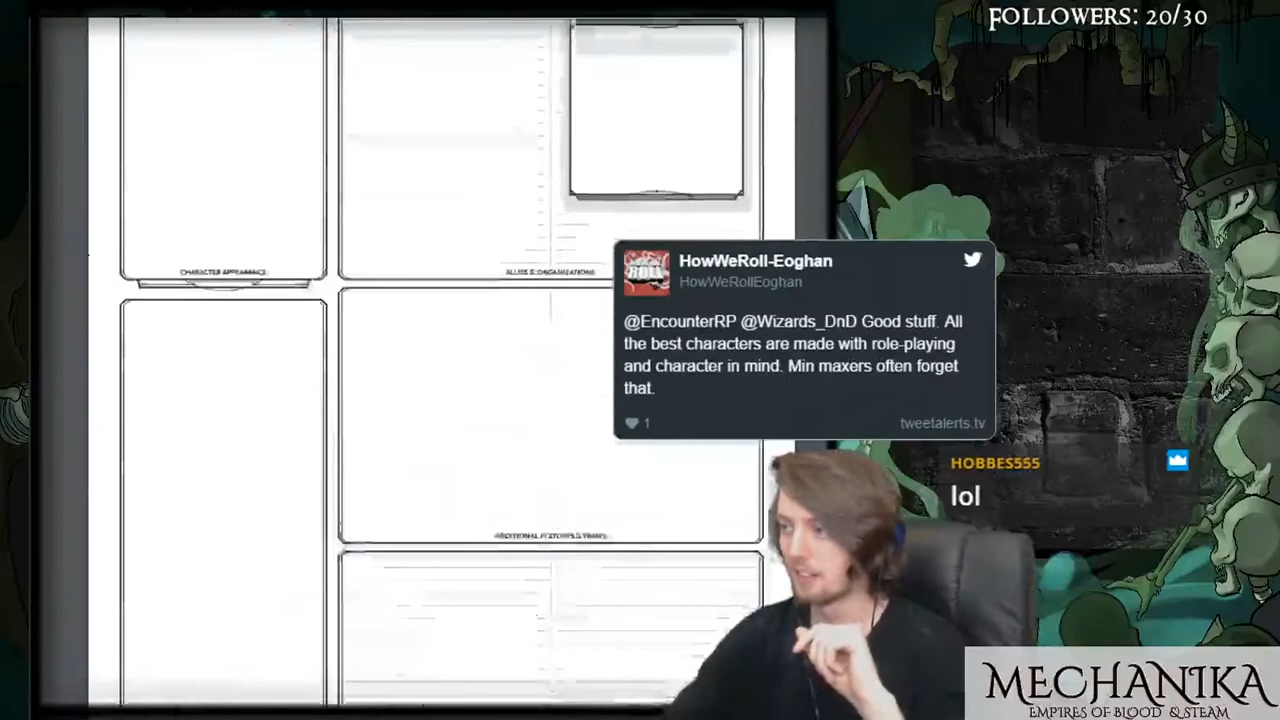 FOLLOWERS: 20/30
CHARACTER APPEARANCE
ALLIES & ORGANIZATIONS
HowWeRoll-Eoghan
HowWeRollEoghan
@EncounterRP @Wizards_DnD Good stuff. All
the best characters are made with role-playing
and character in mind. Min maxers often forget
that.
1
tweetalerts.tv
HOBBES555
lol
ADDITIONAL FEATURES & TRAITS
MECHANIKA
EMPIRES OF BLOOD & STEAM